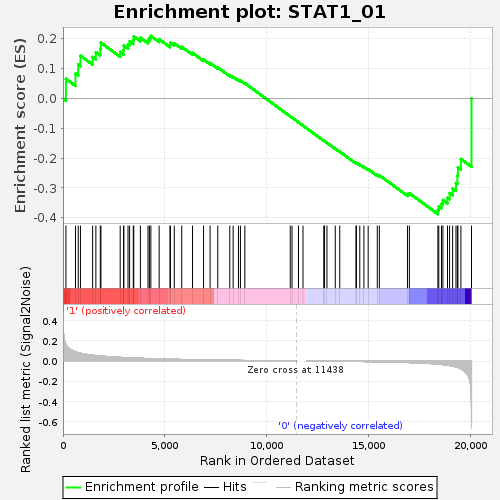 Enrichment plot: STAT1_01
Enrichment score (ES)
0.2
0.1
0.0
-0.1
-0.2
-0.3
-0.4
'1' (positively correlated)
Ranked list metric (Signal2Noise)
0.4
0.2
0.0
-0.2
-0.4
-0.6
Zero cross at 11438
'0' (negatively correlated)
0
5,000
10,000
15,000
20,000
Rank in Ordered Dataset
Enrichment profile
Hits
Ranking metric scores